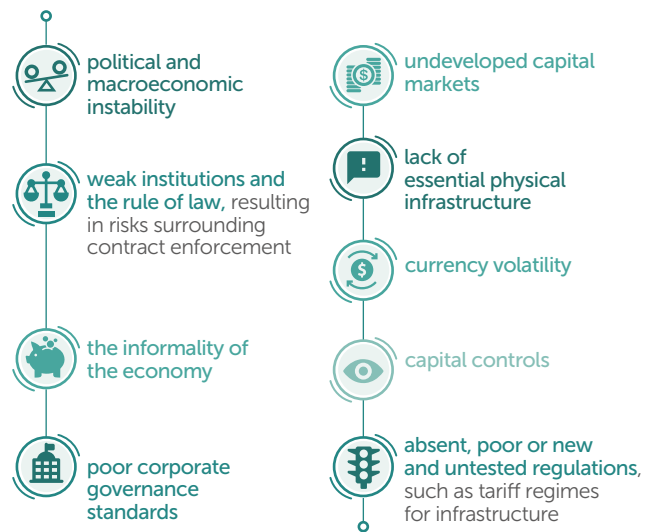 political and
macroeconomic
instability
weak institutions and
the rule of law, resulting
in risks surrounding
contract enforcement
the informality of
the economy
poor corporate
governance
standards
undeveloped capital
markets
lack of
essential physical
infrastructure
currency volatility
capital controls
absent, poor or new
and untested regulations,
such as tariff regimes
for infrastructure